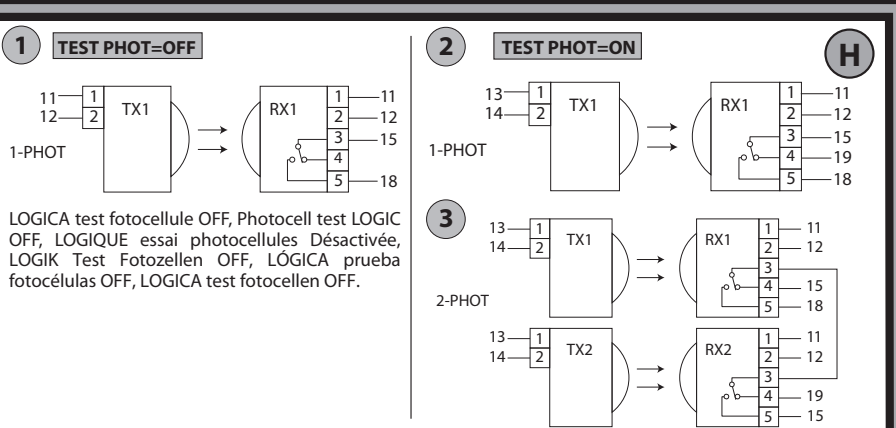 1 TEST PHOT=OFF
11 1 TX1 RX1 1 11
12 2 2 12
1-PHOT 3 15
4
5 18
LOGICA test fotocellule OFF, Photocell test LOGIC
OFF, LOGIQUE essai photocellules Désactivée,
LOGIK Test Fotozellen OFF, LÓGICA prueba
fotocélulas OFF, LOGICA test fotocellen OFF.
2 TEST PHOT=ON H
13 1 TX1 RX1 1 11
14 2 2 12
1-PHOT 3 15
4 19
5 18
3
13 1 TX1 RX1 1 11
14 2 2 12
3
2-PHOT 4 15
5 18
13 1 TX2 RX2 1 11
14 2 2 12
3
4 19
5 15